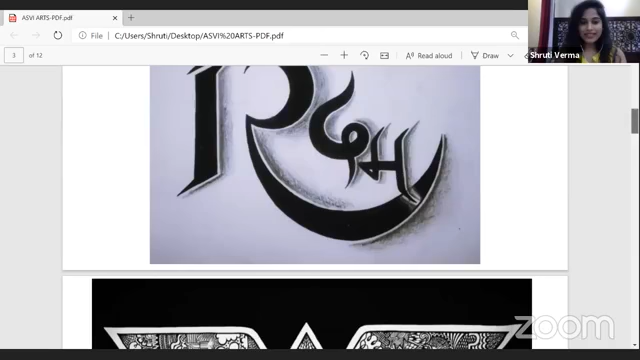 ASVI ARTS-PDF.pdf
File C:/Users/Shruti/Desktop/ASVI%20ARTS-PDF.pdf
3 of 12 Read aloud Draw
Shruti Verma
Rिदम
zoom